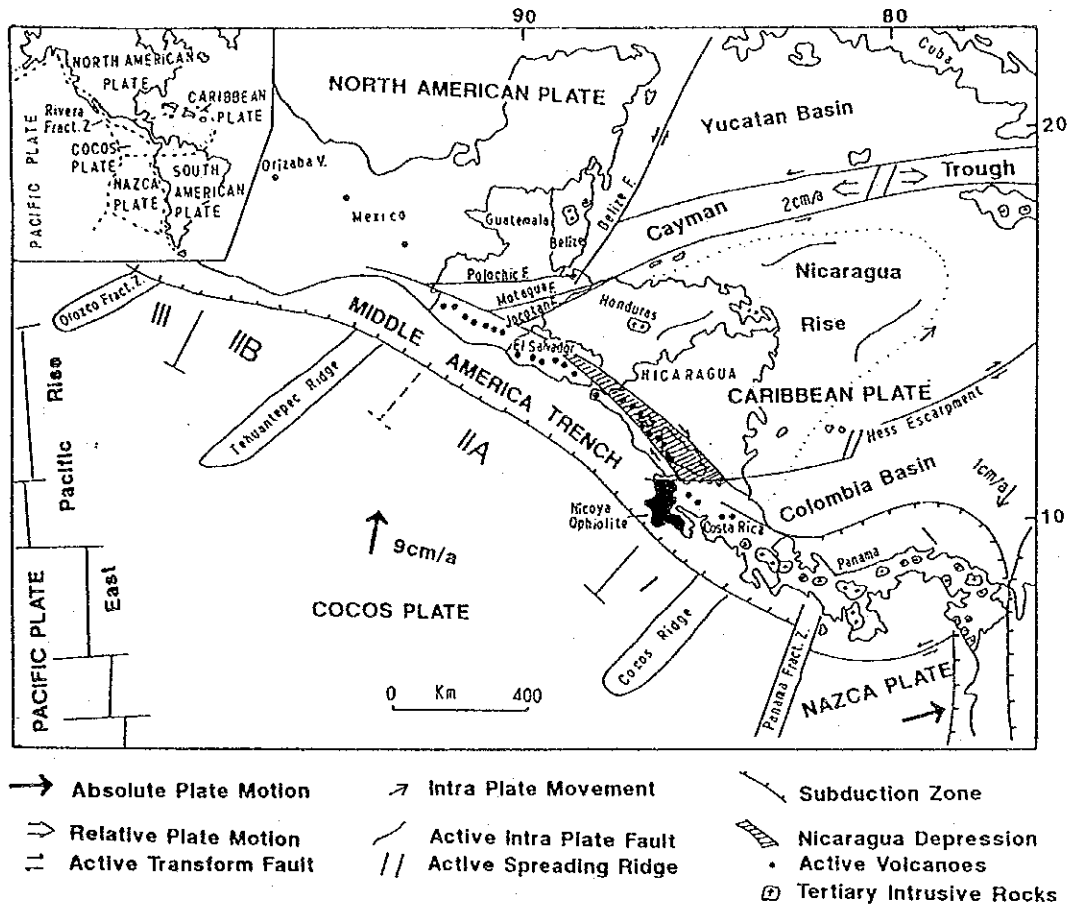 90
80
NORTH AMERICAN
PLATE
Rivera
Fract. Z.
CARIBBEAN
PLATE
COCOS
PLATE
PACIFIC PLATE
NAZCA
PLATE
SOUTH
AMERICAN
PLATE
NORTH AMERICAN PLATE
Cuba
Yucatan Basin
20
Orizaba V.
Mexico
Guatemala
Belize
Belize F.
Cayman
Trough
2cm/a
Polochic F.
Motagua F.
Jocotan F.
Honduras
Nicaragua
Rise
El Salvador
NICARAGUA
CARIBBEAN PLATE
Hess Escarpment
Orozco Fract. Z.
III
IIB
MIDDLE AMERICA TRENCH
Tehuantepec Ridge
IIA
Colombia Basin
1cm/a
10
Nicoya
Ophiolite
Costa Rica
Panama
9cm/a
I
COCOS PLATE
Cocos Ridge
Panama Fract. Z.
NAZCA PLATE
East Pacific Rise
PACIFIC PLATE
0 Km 400
Absolute Plate Motion
Intra Plate Movement
Subduction Zone
Relative Plate Motion
Active Intra Plate Fault
Nicaragua Depression
Active Transform Fault
Active Spreading Ridge
Active Volcanoes
Tertiary Intrusive Rocks